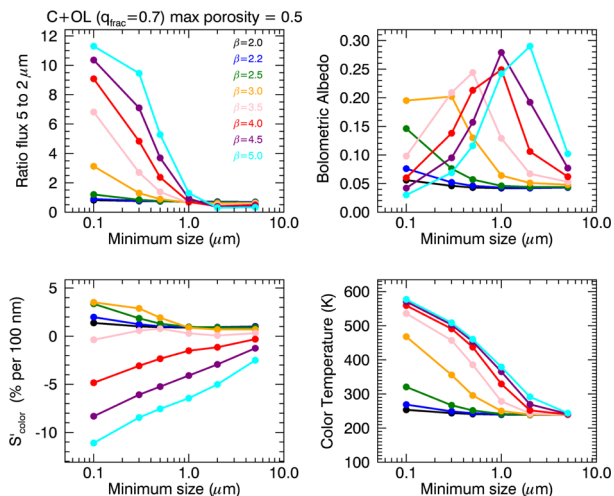 C+OL (q_frac=0.7) max porosity = 0.5
Ratio flux 5 to 2 μm
12
10
8
6
4
2
0
β=2.0
β=2.2
β=2.5
β=3.0
β=3.5
β=4.0
β=4.5
β=5.0
0.1 1.0 10.0
Minimum size (μm)
Bolometric Albedo
0.30
0.25
0.20
0.15
0.10
0.05
0.00
0.1 1.0 10.0
Minimum size (μm)
S'color (% per 100 nm)
5
0
-5
-10
0.1 1.0 10.0
Minimum size (μm)
Color Temperature (K)
600
500
400
300
200
100
0.1 1.0 10.0
Minimum size (μm)